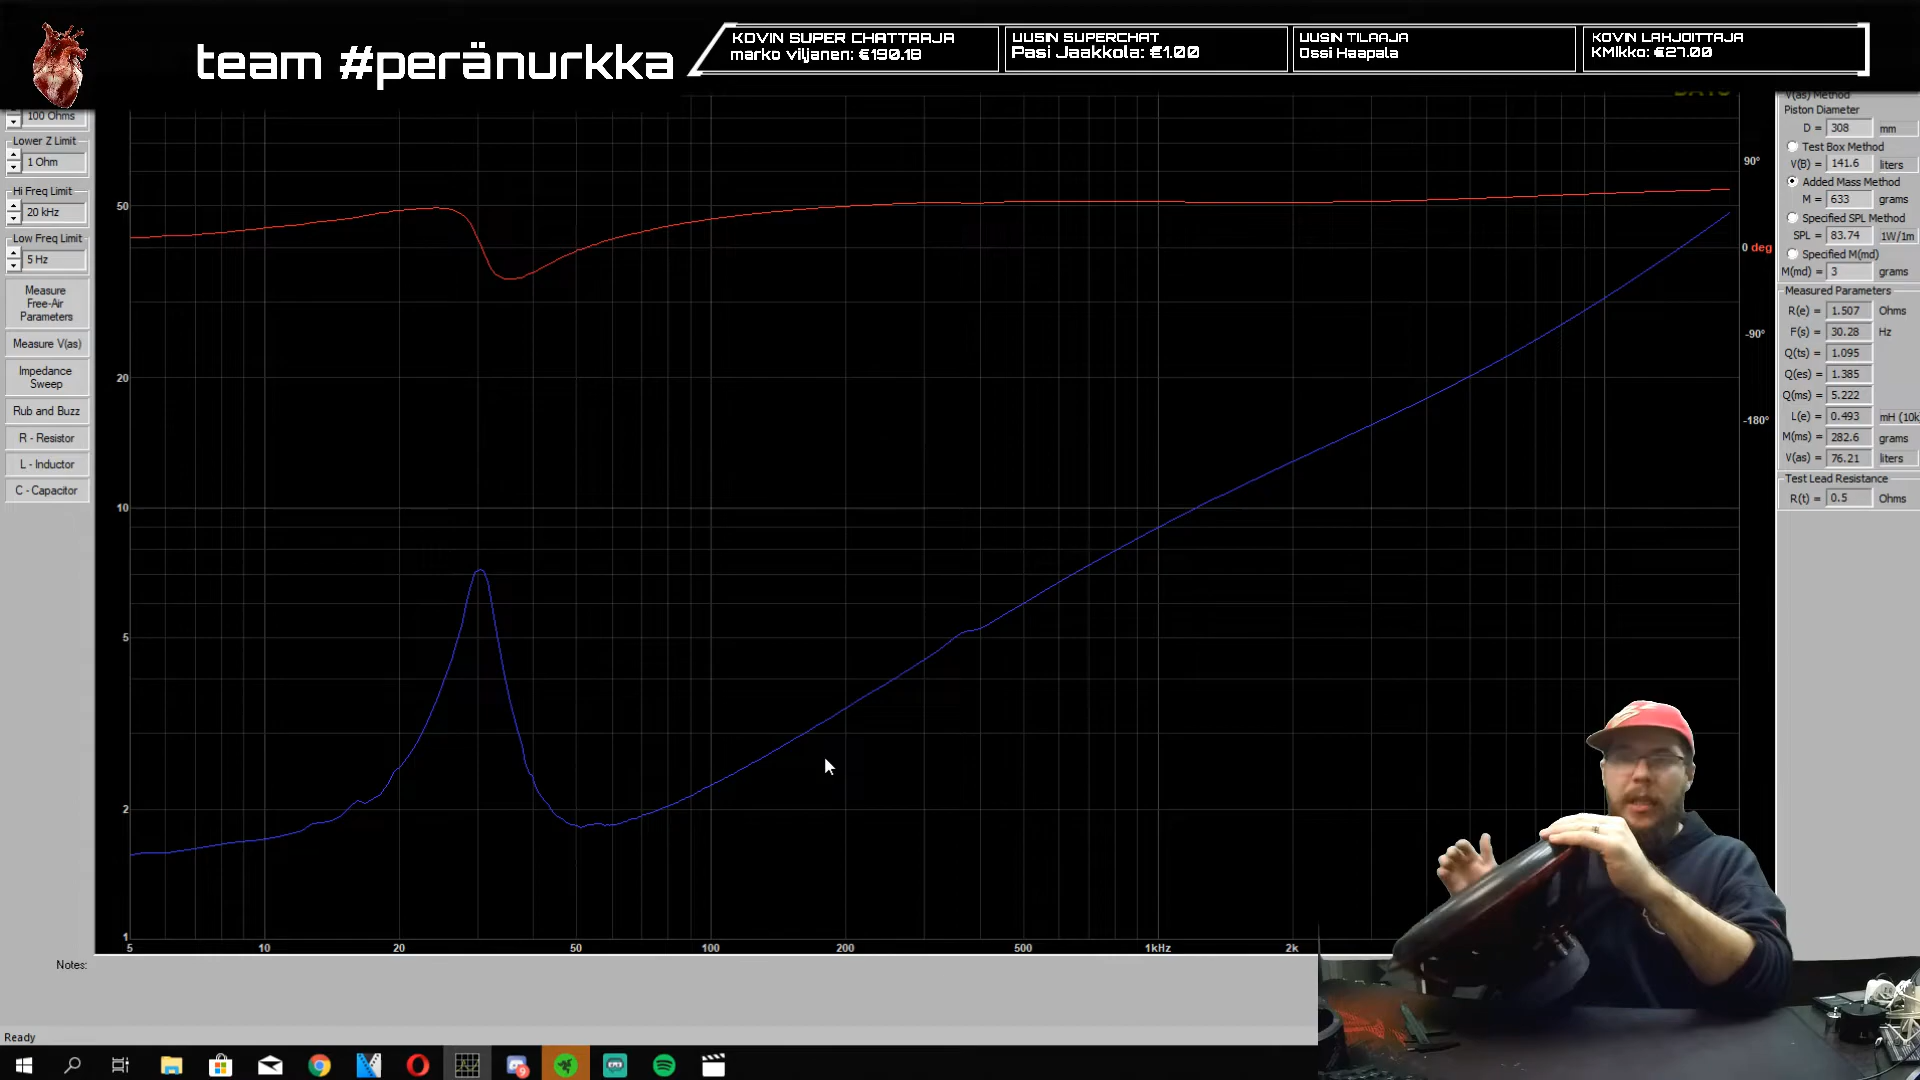 team #peränurkka
KOVIN SUPER CHATTAAJA
marko viljanen: €190.18
UUSIN SUPERCHAT
Pasi Jaakkola: €1.00
UUSIN TILAAJA
Ossi Haapala
KOVIN LAHJOITTAJA
KMikko: €27.00
100 Ohms
Lower Z Limit
1 Ohm
Hi Freq Limit
20 kHz
Low Freq Limit
5 Hz
Measure
Free-Air
Parameters
Measure V(as)
Impedance
Sweep
Rub and Buzz
R - Resistor
L - Inductor
C - Capacitor
50
20
10
5
2
1
5
10
20
50
100
200
500
1kHz
2k
90°
0 deg
-90°
-180°
V(as) Method
Piston Diameter
D = 308 mm
Test Box Method
V(B) = 141.6 liters
Added Mass Method
M = 633 grams
Specified SPL Method
SPL = 83.74 1W/1m
Specified M(md)
M(md) = 3 grams
Measured Parameters
R(e) = 1.507 Ohms
F(s) = 30.28 Hz
Q(ts) = 1.095
Q(es) = 1.385
Q(ms) = 5.222
L(e) = 0.493 mH (10k
M(ms) = 282.6 grams
V(as) = 76.21 liters
Test Lead Resistance
R(t) = 0.5 Ohms
Notes:
Ready
9